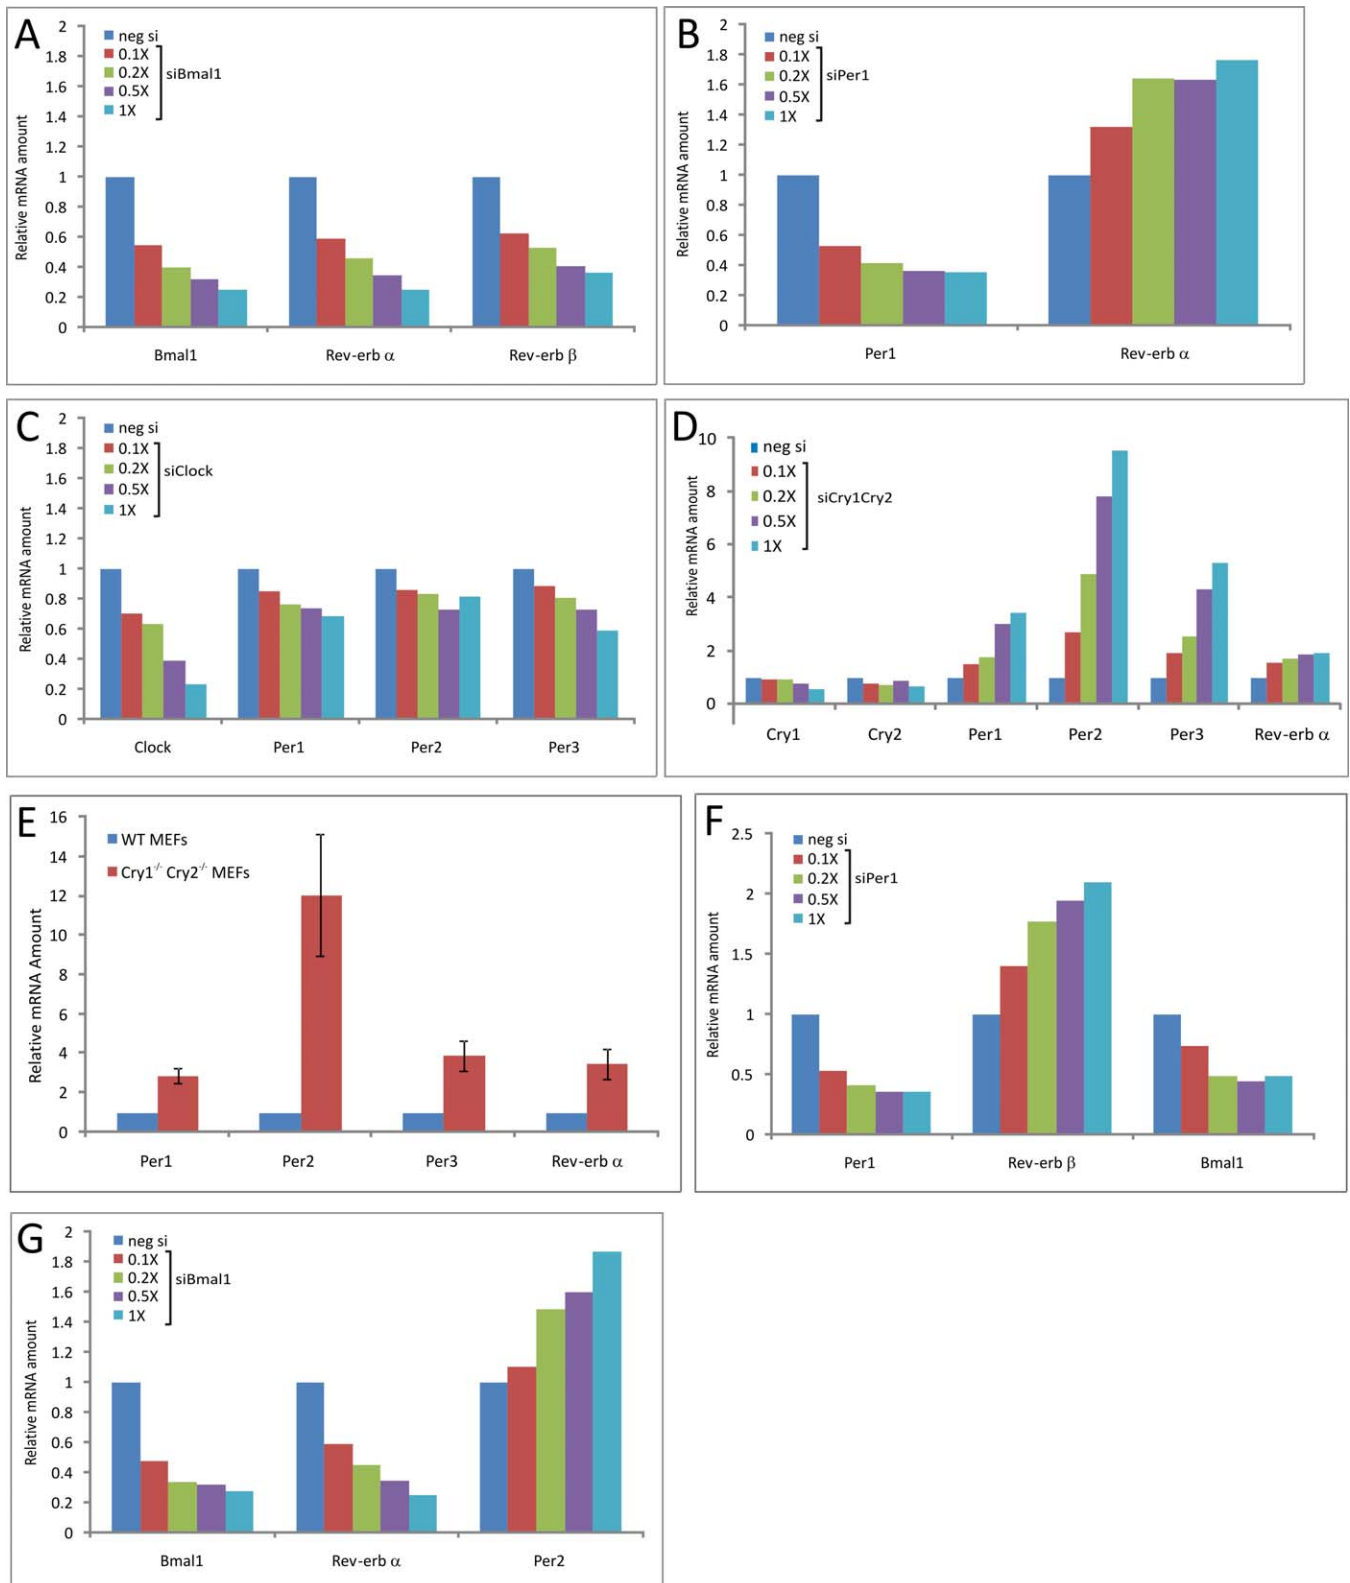 A
Relative mRNA amount
2
1.8
1.6
1.4
1.2
1
0.8
0.6
0.4
0.2
0
neg si
0.1X
0.2X
0.5X
1X
siBmal1
Bmal1 Rev-erb α Rev-erb β
B
Relative mRNA amount
2
1.8
1.6
1.4
1.2
1
0.8
0.6
0.4
0.2
0
neg si
0.1X
0.2X
0.5X
1X
siPer1
Per1 Rev-erb α
C
Relative mRNA amount
2
1.8
1.6
1.4
1.2
1
0.8
0.6
0.4
0.2
0
neg si
0.1X
0.2X
0.5X
1X
siClock
Clock Per1 Per2 Per3
D
Relative mRNA amount
10
8
6
4
2
0
neg si
0.1X
0.2X
0.5X
1X
siCry1Cry2
Cry1 Cry2 Per1 Per2 Per3 Rev-erb α
E
Relative mRNA Amount
16
14
12
10
8
6
4
2
0
WT MEFs
Cry1-/- Cry2-/- MEFs
Per1 Per2 Per3 Rev-erb α
F
Relative mRNA amount
2.5
2
1.5
1
0.5
0
neg si
0.1X
0.2X
0.5X
1X
siPer1
Per1 Rev-erb β Bmal1
G
Relative mRNA amount
2
1.8
1.6
1.4
1.2
1
0.8
0.6
0.4
0.2
0
neg si
0.1X
0.2X
0.5X
1X
siBmal1
Bmal1 Rev-erb α Per2